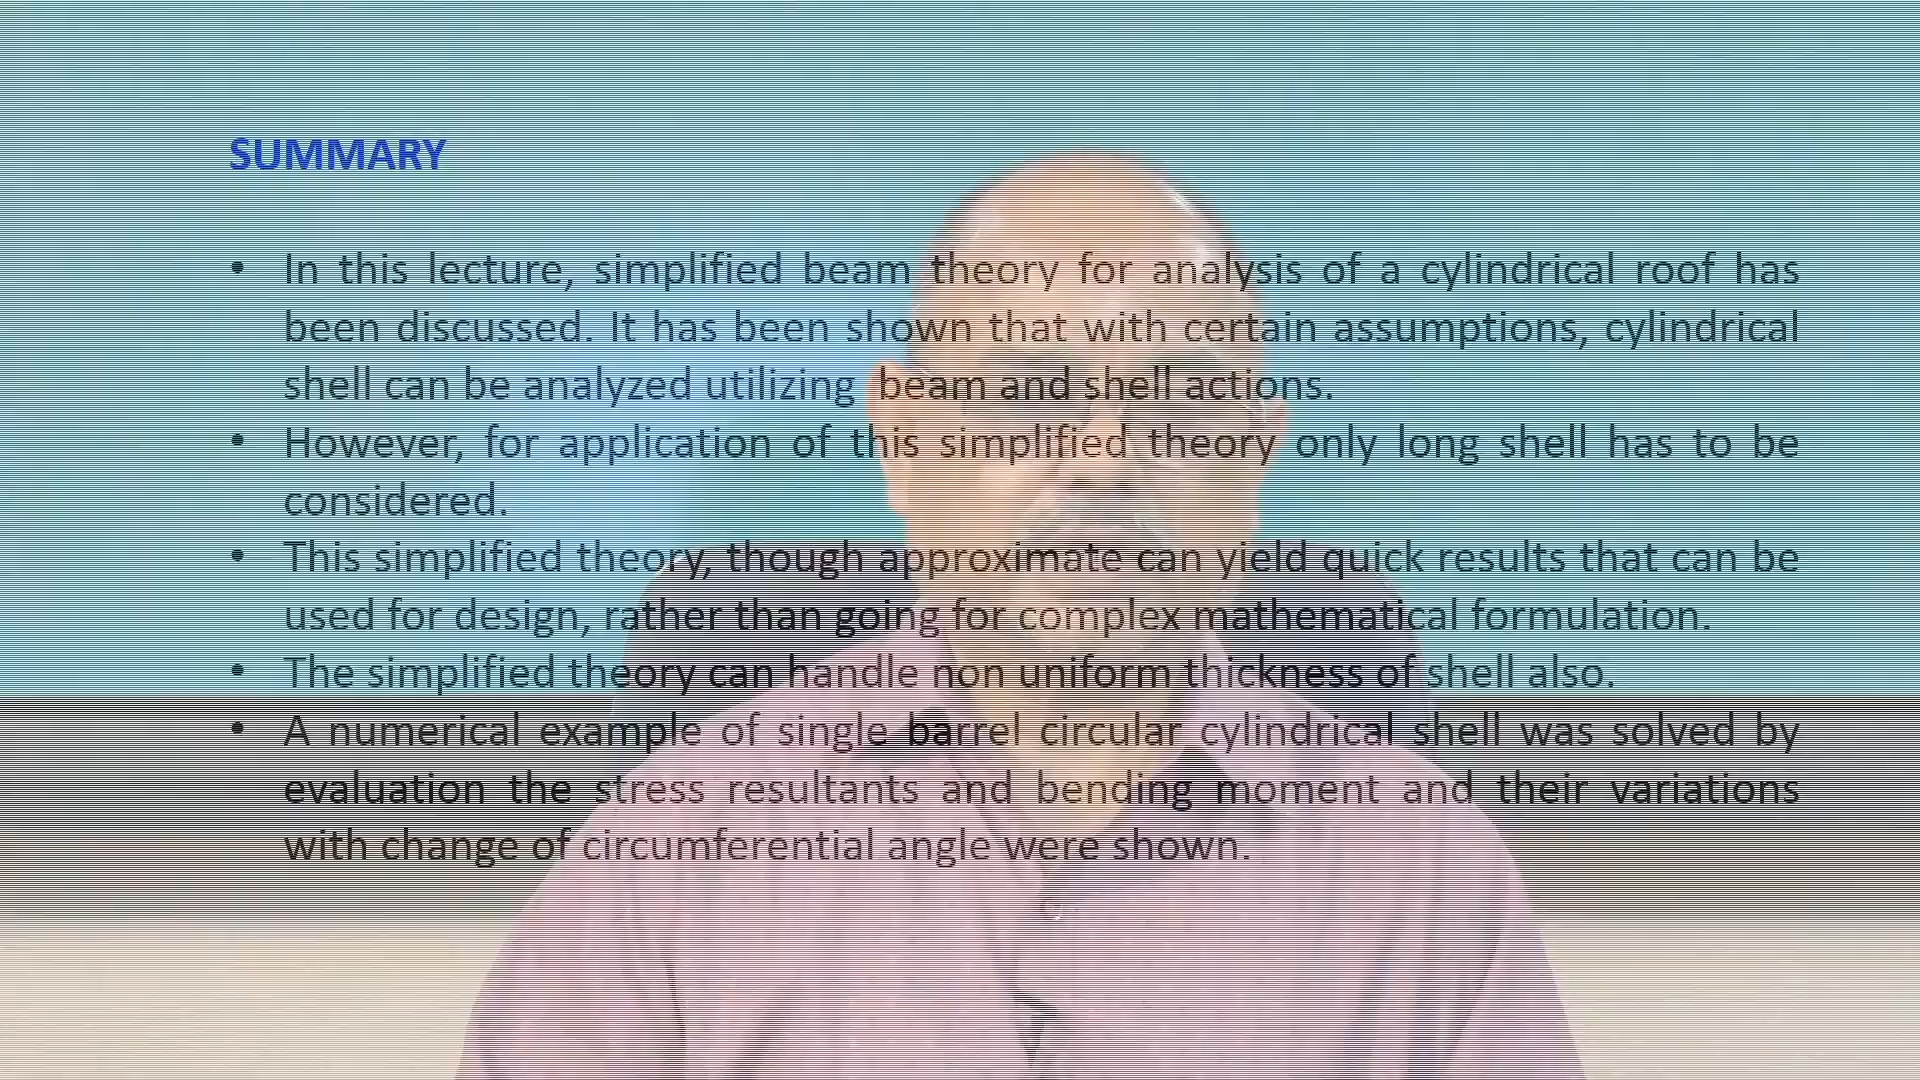 SUMMARY
• In this lecture, simplified beam theory for analysis of a cylindrical roof has
been discussed. It has been shown that with certain assumptions, cylindrical
shell can be analyzed utilizing beam and shell actions.
• However, for application of this simplified theory only long shell has to be
considered.
• This simplified theory, though approximate can yield quick results that can be
used for design, rather than going for complex mathematical formulation.
• The simplified theory can handle non uniform thickness of shell also.
• A numerical example of single barrel circular cylindrical shell was solved by
evaluation the stress resultants and bending moment and their variations
with change of circumferential angle were shown.